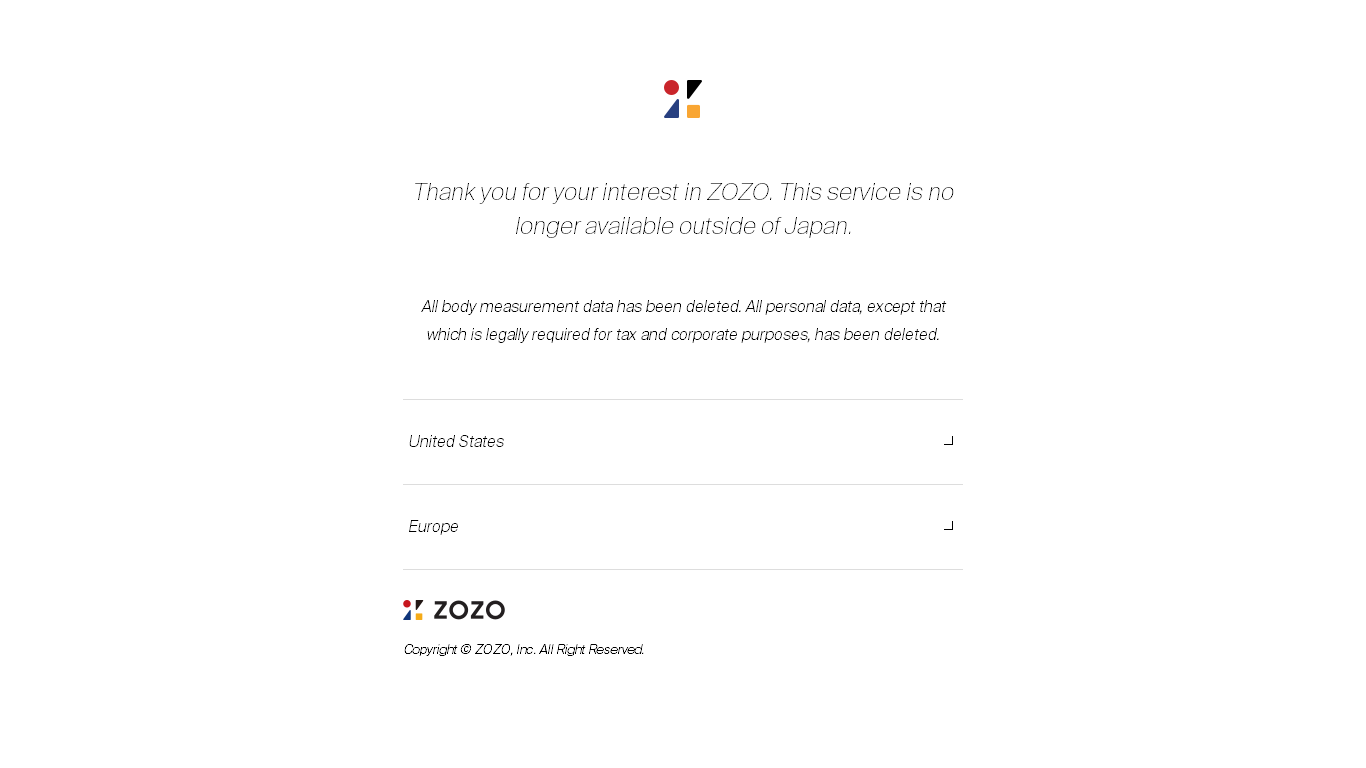 Thank you for your interest in ZOZO. This service is no
longer available outside of Japan.
All body measurement data has been deleted. All personal data, except that
which is legally required for tax and corporate purposes, has been deleted.
United States
Europe
ZOZO
Copyright © ZOZO, Inc. All Right Reserved.